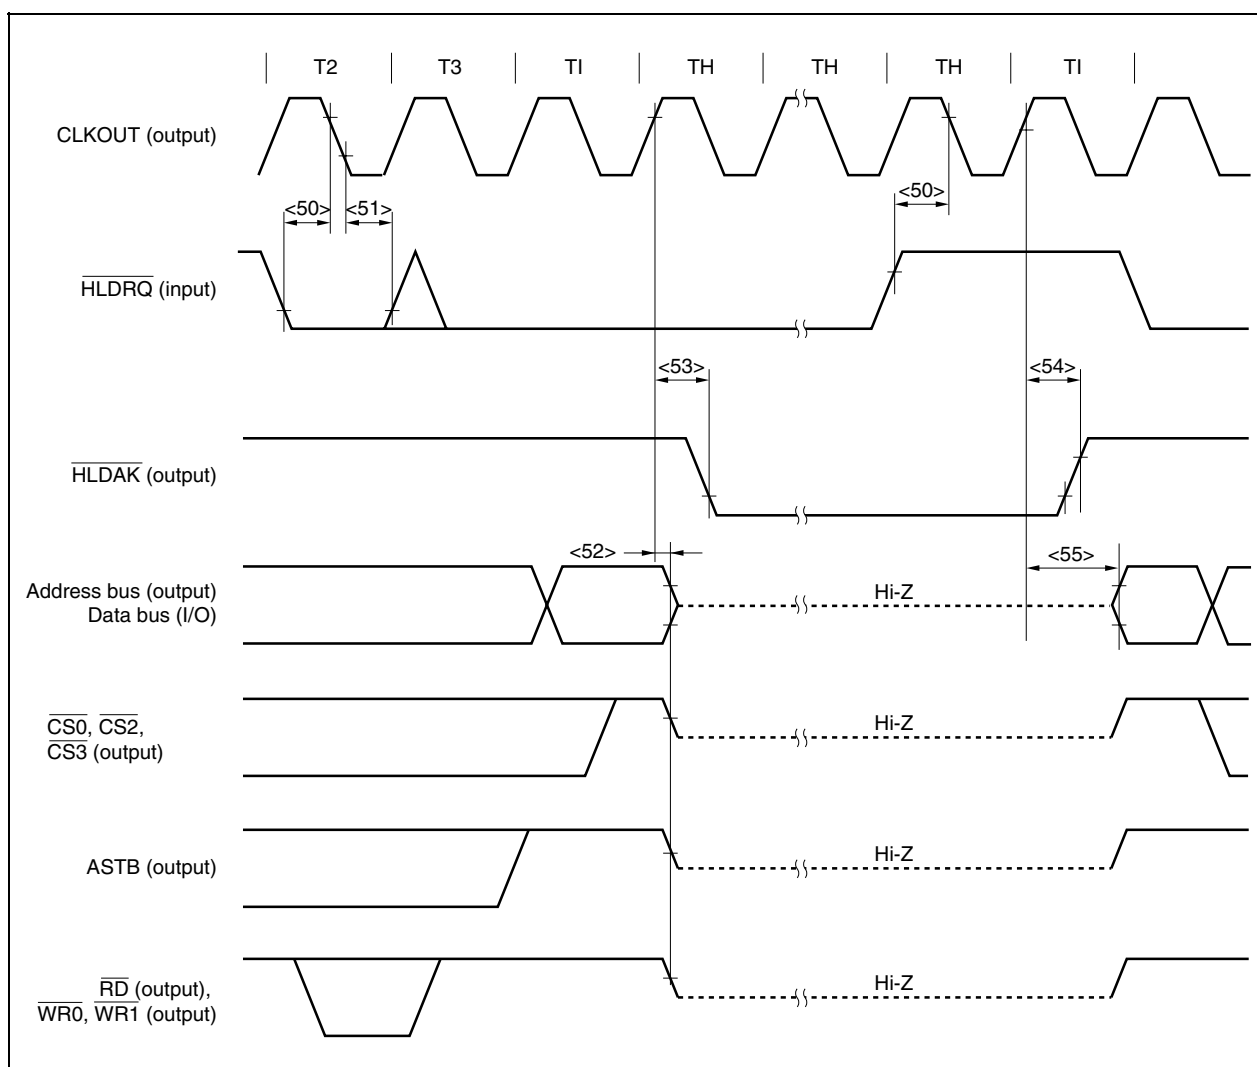 T2 T3 TI TH TH TH TI
CLKOUT (output)
<50> <51> <50>
HLDRQ (input)
<53> <54>
HLDAK (output)
<52> <55>
Address bus (output)
Data bus (I/O)
Hi-Z
CS0, CS2,
CS3 (output)
Hi-Z
ASTB (output)
Hi-Z
RD (output),
WR0, WR1 (output)
Hi-Z